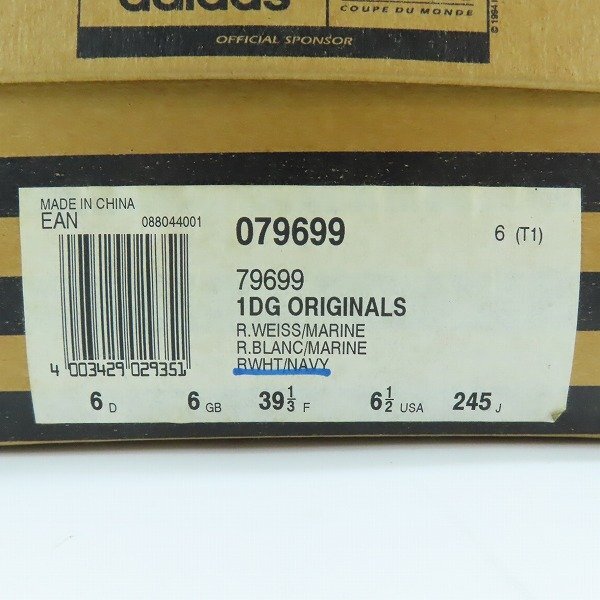 adidas
COUPE DU MONDE
OFFICIAL SPONSOR
© 1994
MADE IN CHINA
EAN 088044001
079699
6 (T1)
79699
1DG ORIGINALS
R.WEISS/MARINE
R.BLANC/MARINE
RWHT/NAVY
4 003429 029351
6 D 6 GB 39 1/3 F 6 1/2 USA 245 J